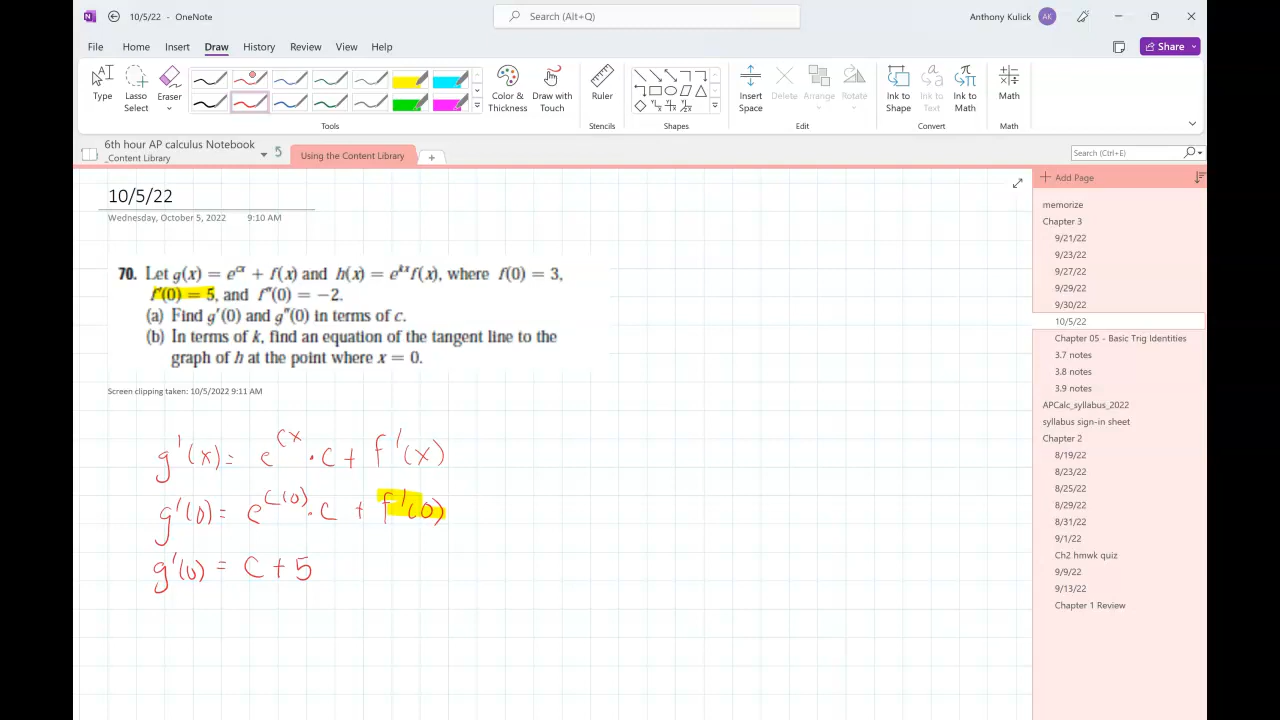 10/5/22 - OneNote
Search (Alt+Q)
Anthony Kulick
AK
File Home Insert Draw History Review View Help
Share
Type
Lasso Select
Eraser
Color & Thickness
Draw with Touch
Ruler
Insert Space
Delete
Arrange
Rotate
Ink to Shape
Ink to Text
Ink to Math
Math
Tools
Stencils
Shapes
Edit
Convert
Math
6th hour AP calculus Notebook
_Content Library
Using the Content Library
Search (Ctrl+E)
10/5/22
Wednesday, October 5, 2022 9:10 AM
70. Let g(x) = e^{cx} + f(x) and h(x) = e^{kx}f(x), where f(0) = 3,
f'(0) = 5, and f''(0) = −2.
(a) Find g'(0) and g''(0) in terms of c.
(b) In terms of k, find an equation of the tangent line to the
graph of h at the point where x = 0.
Screen clipping taken: 10/5/2022 9:11 AM
g'(x) = e^{cx} · c + f'(x)
g'(0) = e^{c(0)} · c + f'(0)
g'(0) = c + 5
Add Page
memorize
Chapter 3
9/21/22
9/23/22
9/27/22
9/29/22
9/30/22
10/5/22
Chapter 05 - Basic Trig Identities
3.7 notes
3.8 notes
3.9 notes
APCalc_syllabus_2022
syllabus sign-in sheet
Chapter 2
8/19/22
8/23/22
8/25/22
8/29/22
8/31/22
9/1/22
Ch2 hmwk quiz
9/9/22
9/13/22
Chapter 1 Review